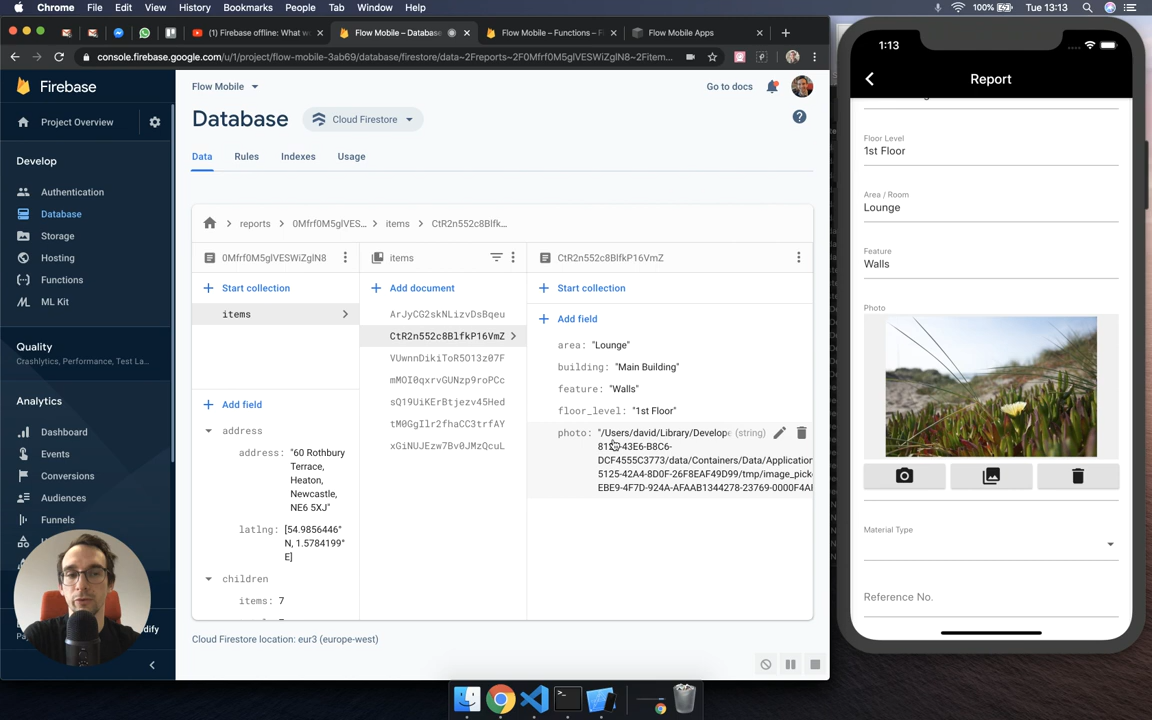 Chrome File Edit View History Bookmarks People Tab Window Help 100% Tue 13:13
(1) Firebase offline: What w
Flow Mobile – Databas
Flow Mobile – Functions – Fi
Flow Mobile Apps
console.firebase.google.com/u/1/project/flow-mobile-3ab69/database/firestore/data~2Freports~2F0Mfrf0M5glVESWiZglN8~2Fitem...
Firebase
Project Overview
Develop
Authentication
Database
Storage
Hosting
Functions
ML Kit
Quality
Crashlytics, Performance, Test La...
Analytics
Dashboard
Events
Conversions
Audiences
Funnels
Flow Mobile
Go to docs
Database
Cloud Firestore
Data
Rules
Indexes
Usage
reports
0Mfrf0M5glVES...
items
CtR2n552c8Blfk...
0Mfrf0M5glVESWiZglN8
Start collection
items
Add field
address
address: "60 Rothbury
Terrace,
Heaton,
Newcastle,
NE6 5XJ"
latlng: [54.9856446°
N, 1.5784199°
E]
children
items: 7
items
Add document
ArJyCG2skNLizvDsBqeu
CtR2n552c8BlfkP16VmZ
VUwnnDikiToR5O13z07F
mMOI0qxrvGUNzp9roPCc
sQ19UiKErBtjezv45Hed
tM0GgIlr2fhaCC3trfAY
xGiNUJEzw7Bv0JMzQcuL
CtR2n552c8BlfkP16VmZ
Start collection
Add field
area: "Lounge"
building: "Main Building"
feature: "Walls"
floor_level: "1st Floor"
photo: "/Users/david/Library/Develope (string)
DCF4555C3773/data/Containers/Data/Application
5125-42A4-8D0F-26F8EAF49D99/tmp/image_pick
EBE9-4F7D-924A-AFAAB1344278-23769-0000F4A
Cloud Firestore location: eur3 (europe-west)
1:13
Report
Floor Level
1st Floor
Area / Room
Lounge
Feature
Walls
Photo
Material Type
Reference No.